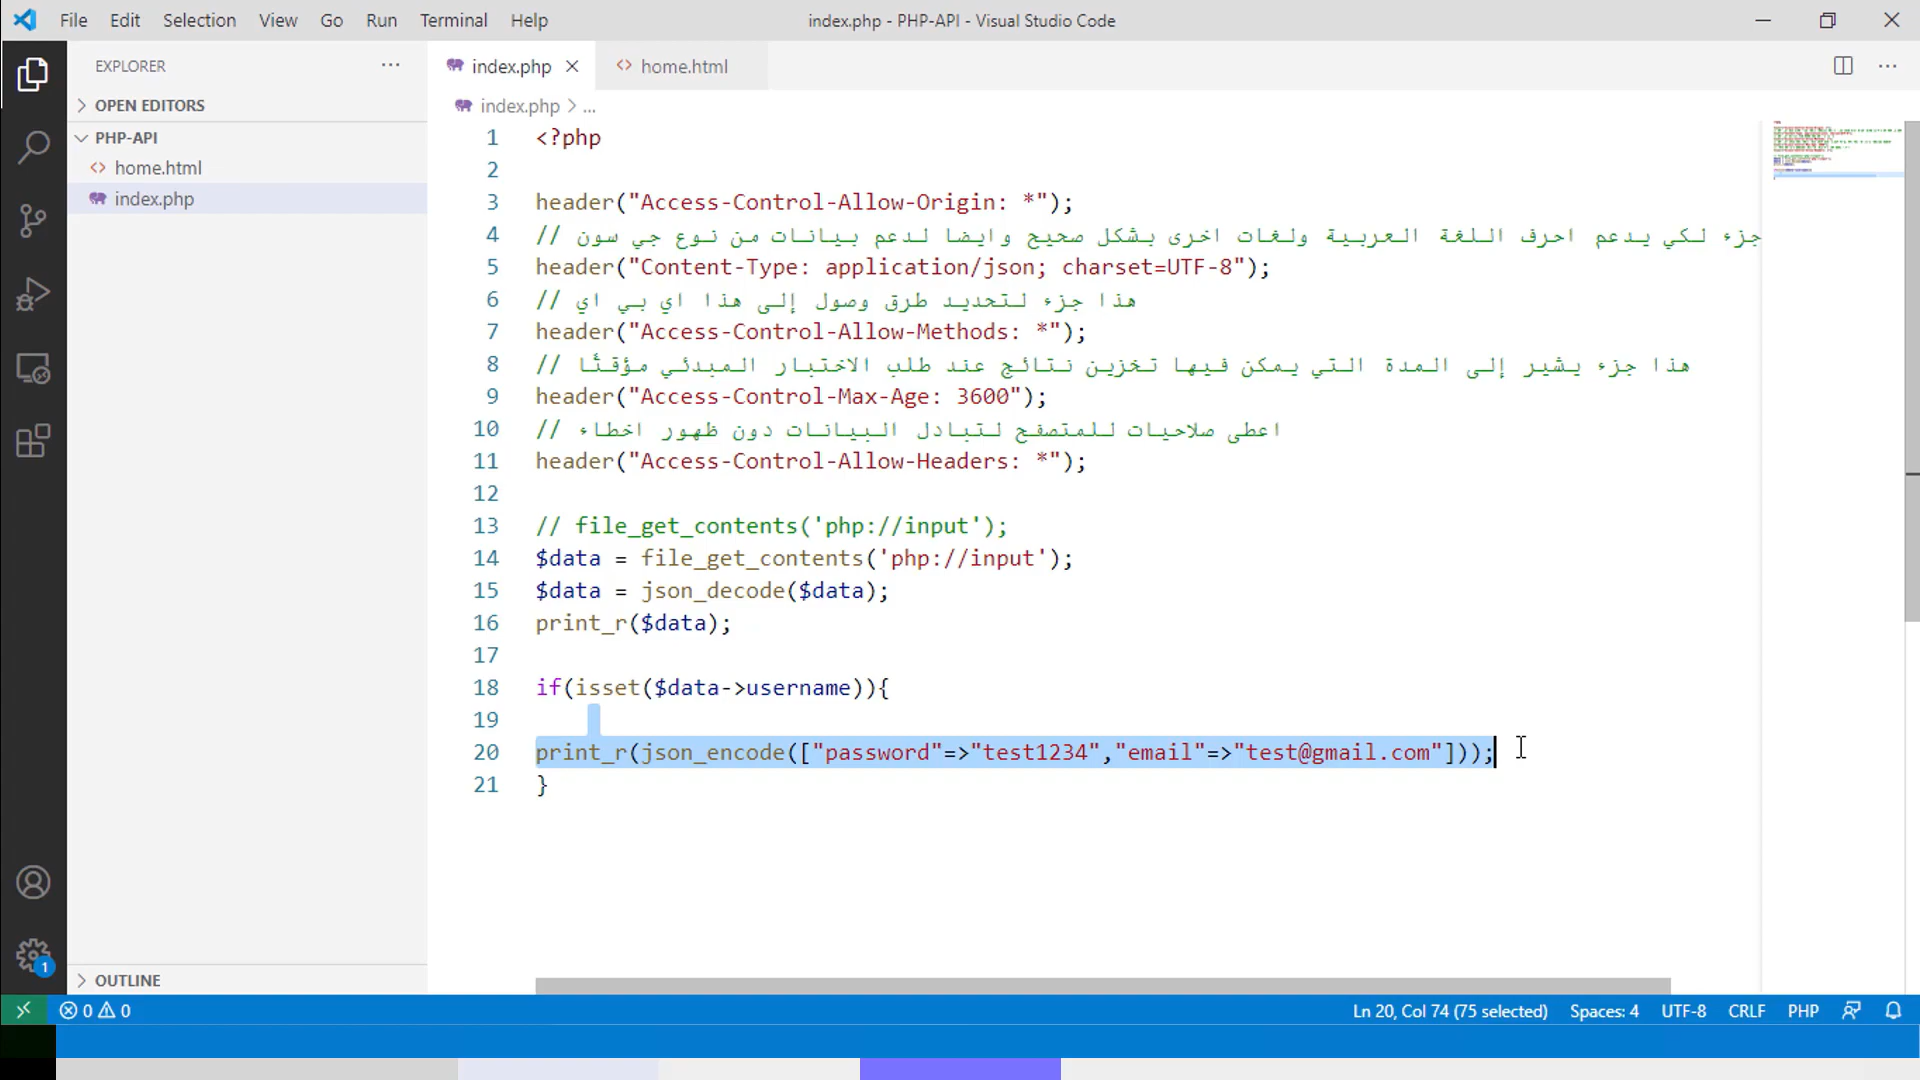 File Edit Selection View Go Run Terminal Help
index.php - PHP-API - Visual Studio Code
EXPLORER
OPEN EDITORS
PHP-API
home.html
index.php
OUTLINE
index.php
home.html
index.php > ...
1 <?php
2
3 header("Access-Control-Allow-Origin: *");
4 // جزء لكي يدعم احرف اللغة العربية ولغات اخرى بشكل صحيح وايضا لدعم بيانات من نوع جي سون
5 header("Content-Type: application/json; charset=UTF-8");
6 // هذا جزء لتحديد طرق وصول إلى هذا اي بي اي
7 header("Access-Control-Allow-Methods: *");
8 // هذا جزء يشير إلى المدة التي يمكن فيها تخزين نتائج عند طلب الاختبار المبدئي مؤقتًا
9 header("Access-Control-Max-Age: 3600");
10 // اعطى صلاحيات للمتصفح لتبادل البيانات دون ظهور اخطاء
11 header("Access-Control-Allow-Headers: *");
12
13 // file_get_contents('php://input');
14 $data = file_get_contents('php://input');
15 $data = json_decode($data);
16 print_r($data);
17
18 if(isset($data->username)){
19
20 print_r(json_encode(["password"=>"test1234","email"=>"test@gmail.com"]));
21 }
1
0 0
Ln 20, Col 74 (75 selected) Spaces: 4 UTF-8 CRLF PHP